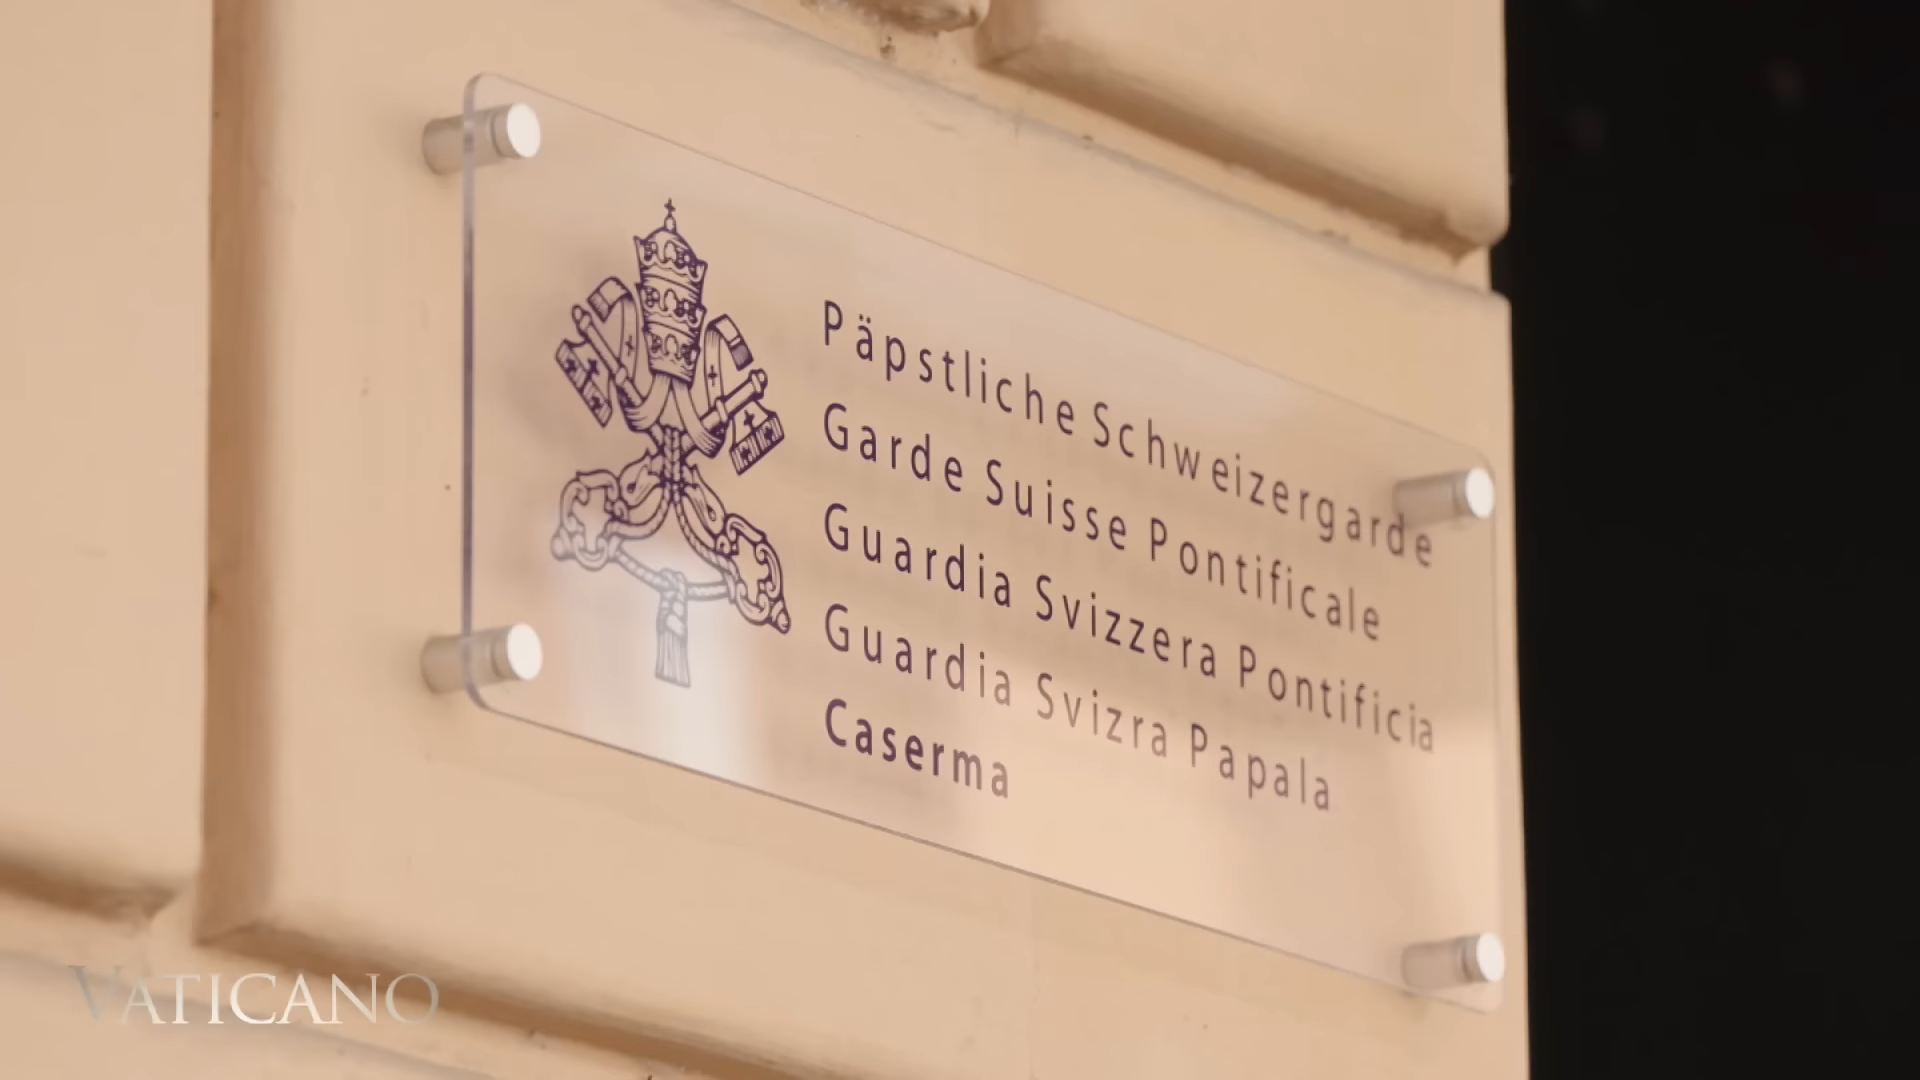 Päpstliche Schweizergarde
Garde Suisse Pontificale
Guardia Svizzera Pontificia
Guardia Svizra Papala
Caserma
VATICANO